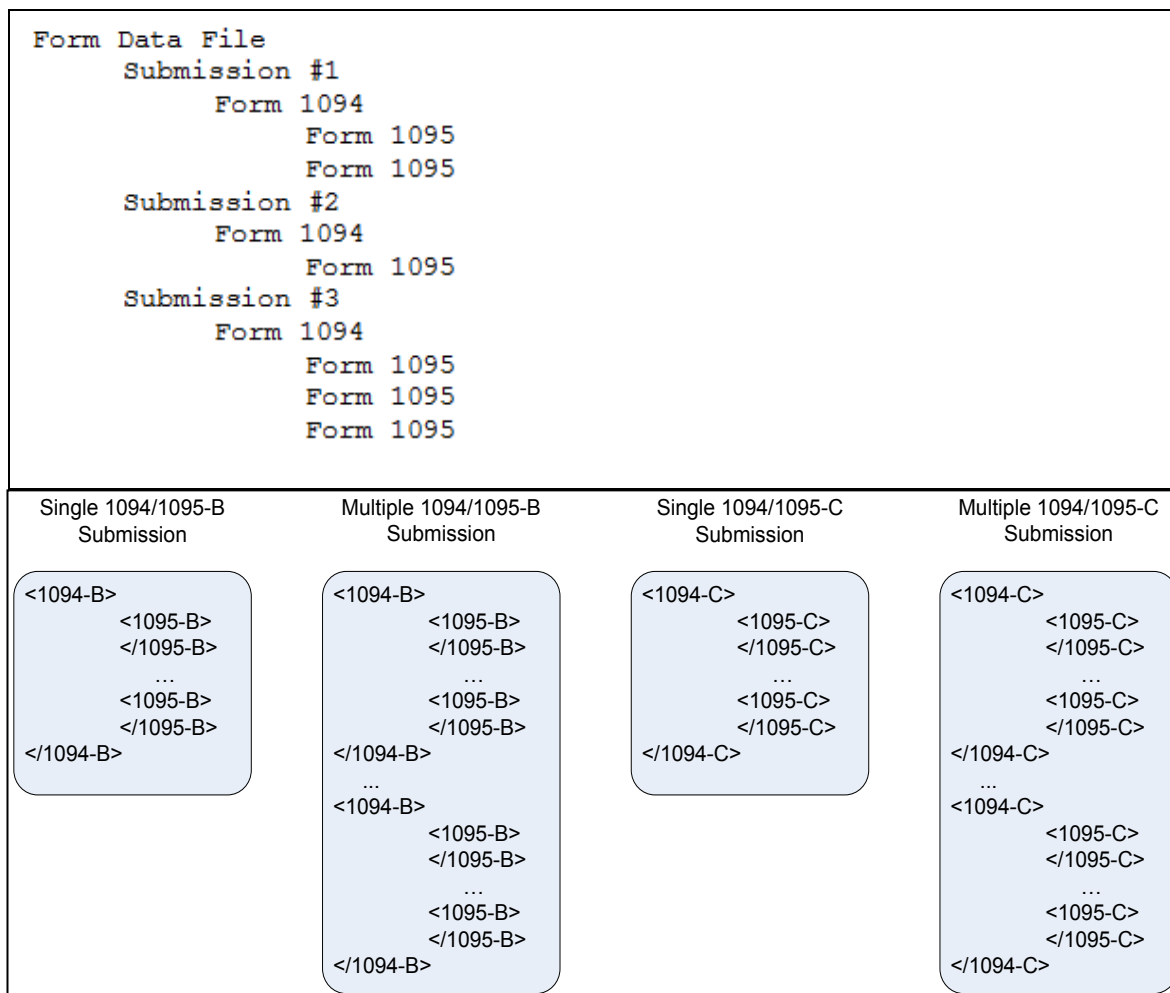 Form Data File
Submission #1
Form 1094
Form 1095
Form 1095
Submission #2
Form 1094
Form 1095
Submission #3
Form 1094
Form 1095
Form 1095
Form 1095
Single 1094/1095-B
Submission
<1094-B>
<1095-B>
</1095-B>
…
<1095-B>
</1095-B>
</1094-B>
Multiple 1094/1095-B
Submission
<1094-B>
<1095-B>
</1095-B>
…
<1095-B>
</1095-B>
</1094-B>
...
<1094-B>
<1095-B>
</1095-B>
…
<1095-B>
</1095-B>
</1094-B>
Single 1094/1095-C
Submission
<1094-C>
<1095-C>
</1095-C>
…
<1095-C>
</1095-C>
</1094-C>
Multiple 1094/1095-C
Submission
<1094-C>
<1095-C>
</1095-C>
…
<1095-C>
</1095-C>
</1094-C>
...
<1094-C>
<1095-C>
</1095-C>
…
<1095-C>
</1095-C>
</1094-C>